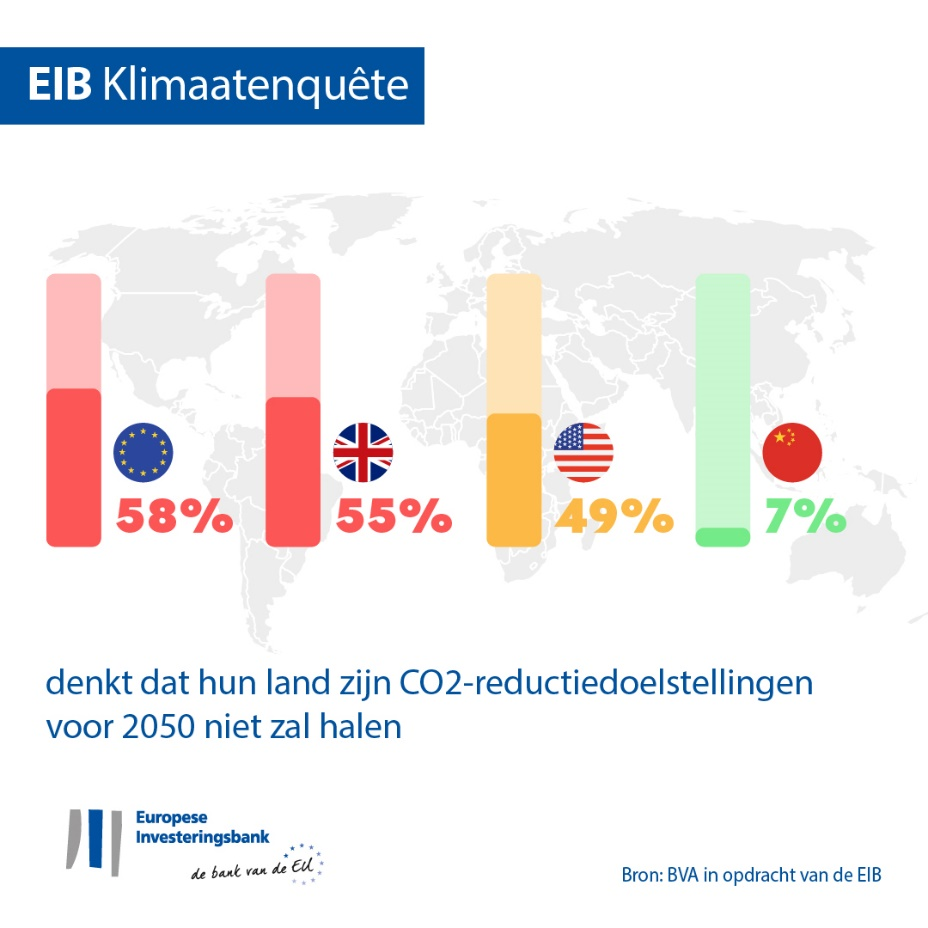 EIB Klimaatenquête
58%
55%
49%
7%
denkt dat hun land zijn CO2-reductiedoelstellingen
voor 2050 niet zal halen
Europese
Investeringsbank
de bank van de EU
Bron: BVA in opdracht van de EIB